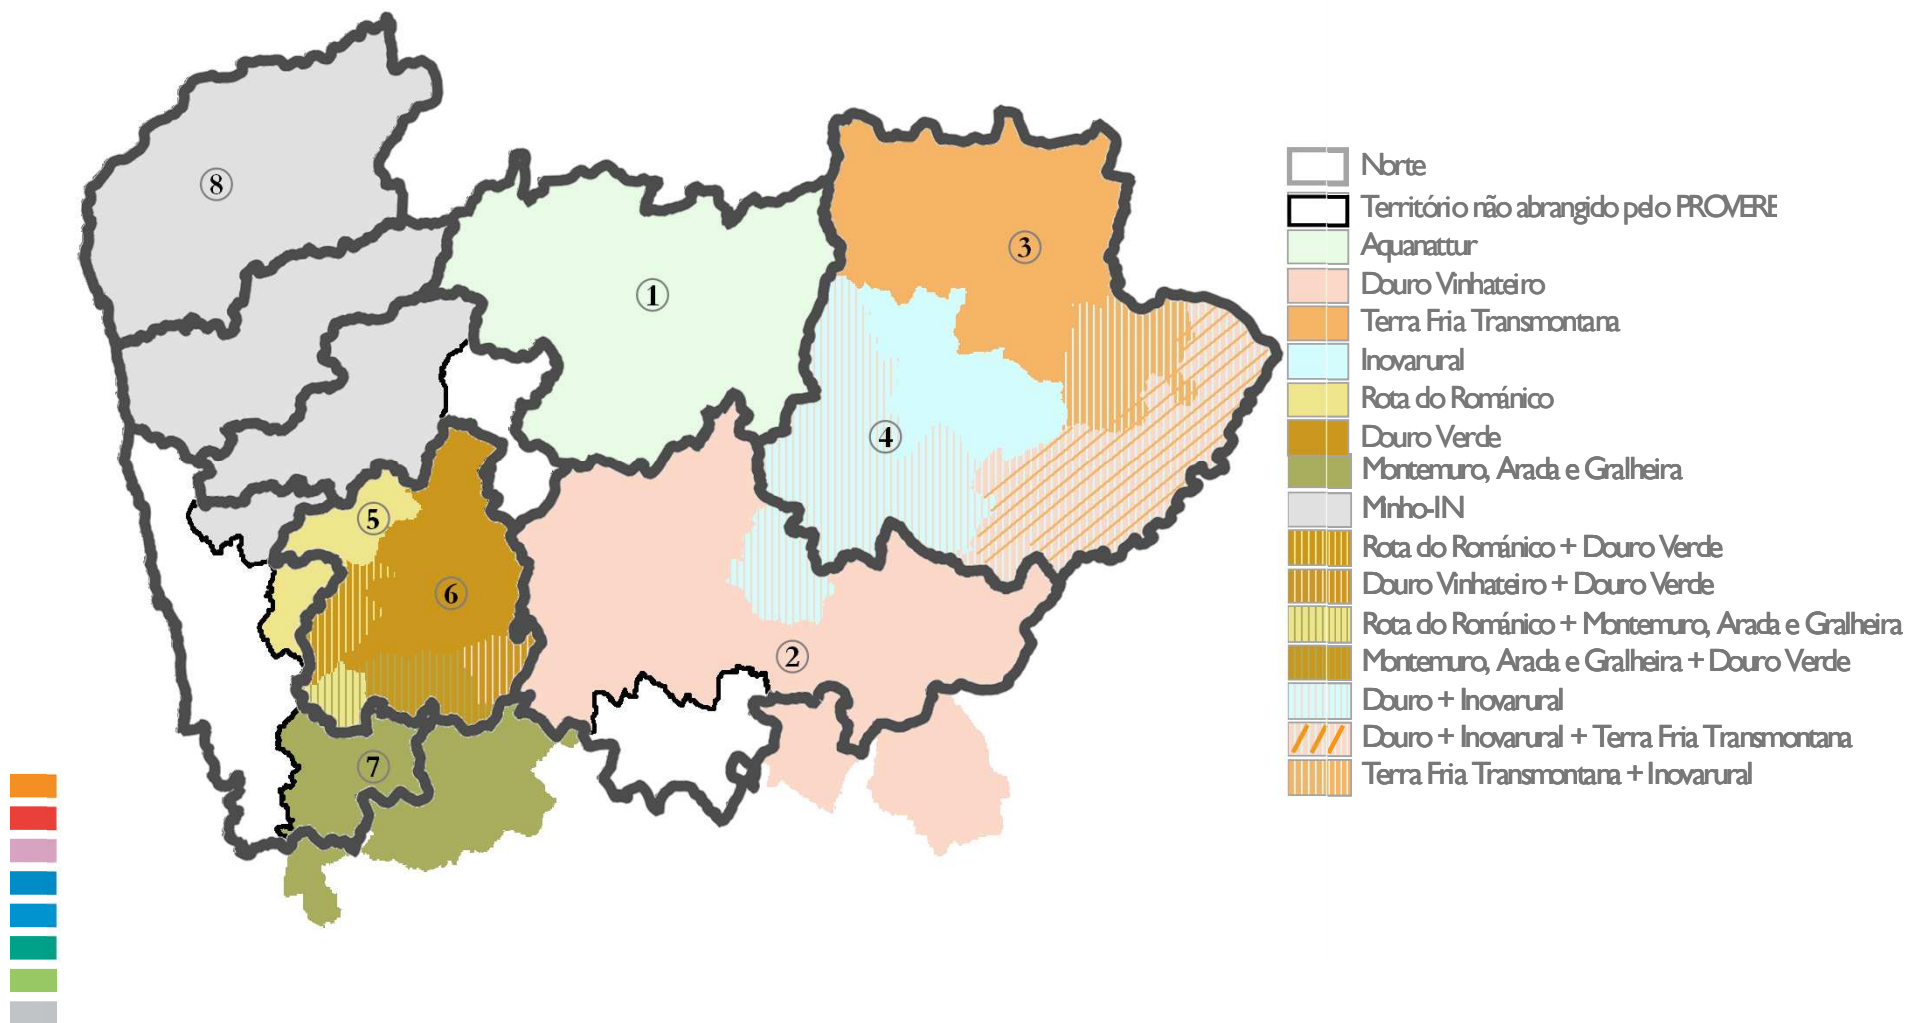 8
3
1
4
5
6
2
7
Norte
Território não abrangido pelo PROVERE
Aquanattur
Douro Vinhateiro
Terra Fria Transmontana
Inovarural
Rota do Românico
Douro Verde
Montemuro, Arada e Gralheira
Minho-IN
Rota do Românico + Douro Verde
Douro Vinhateiro + Douro Verde
Rota do Românico + Montemuro, Arada e Gralheira
Montemuro, Arada e Gralheira + Douro Verde
Douro + Inovarural
Douro + Inovarural + Terra Fria Transmontana
Terra Fria Transmontana + Inovarural